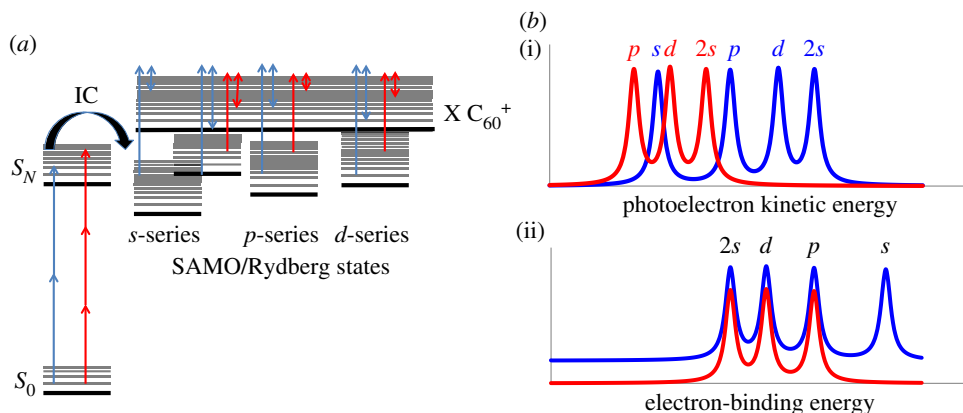 (a)
IC
X C₆₀⁺
S_N
s-series p-series d-series
SAMO/Rydberg states
S₀
(b)
(i)
p s d 2s p d 2s
photoelectron kinetic energy
(ii)
2s d p s
electron-binding energy